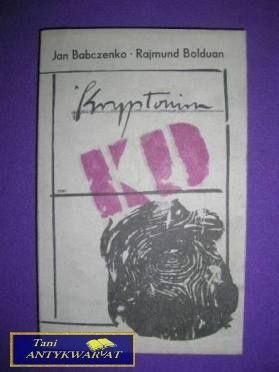 Jan Babczenko · Rajmund Bolduan
Kryptonim
KD
Tani
ANTYKWARIAT